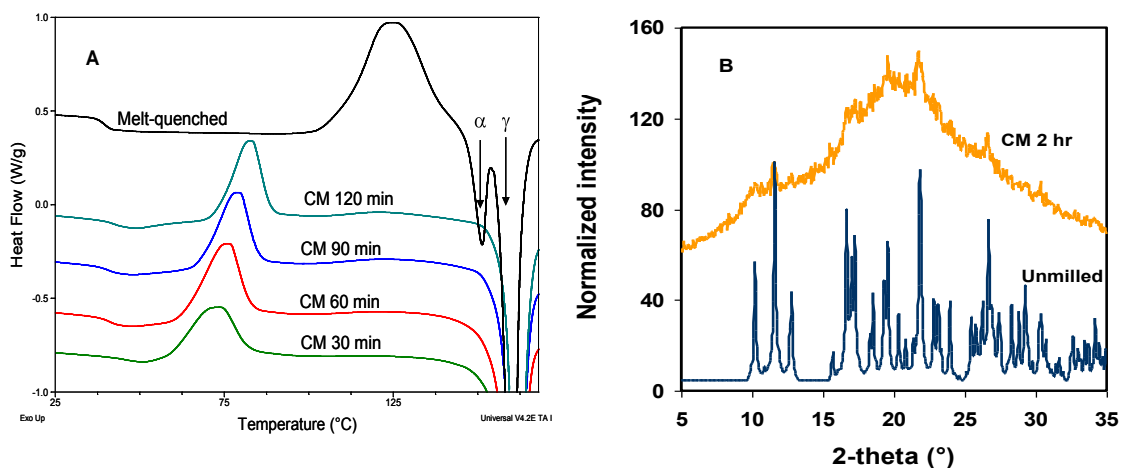 A
Melt-quenched
α γ
CM 120 min
CM 90 min
CM 60 min
CM 30 min
Heat Flow (W/g)
1.0
0.5
0.0
-0.5
-1.0
25 75 125
Exo Up
Temperature (°C)
Universal V4.2E TA I
B
CM 2 hr
Unmilled
Normalized intensity
160
120
80
40
0
5 10 15 20 25 30 35
2-theta (°)